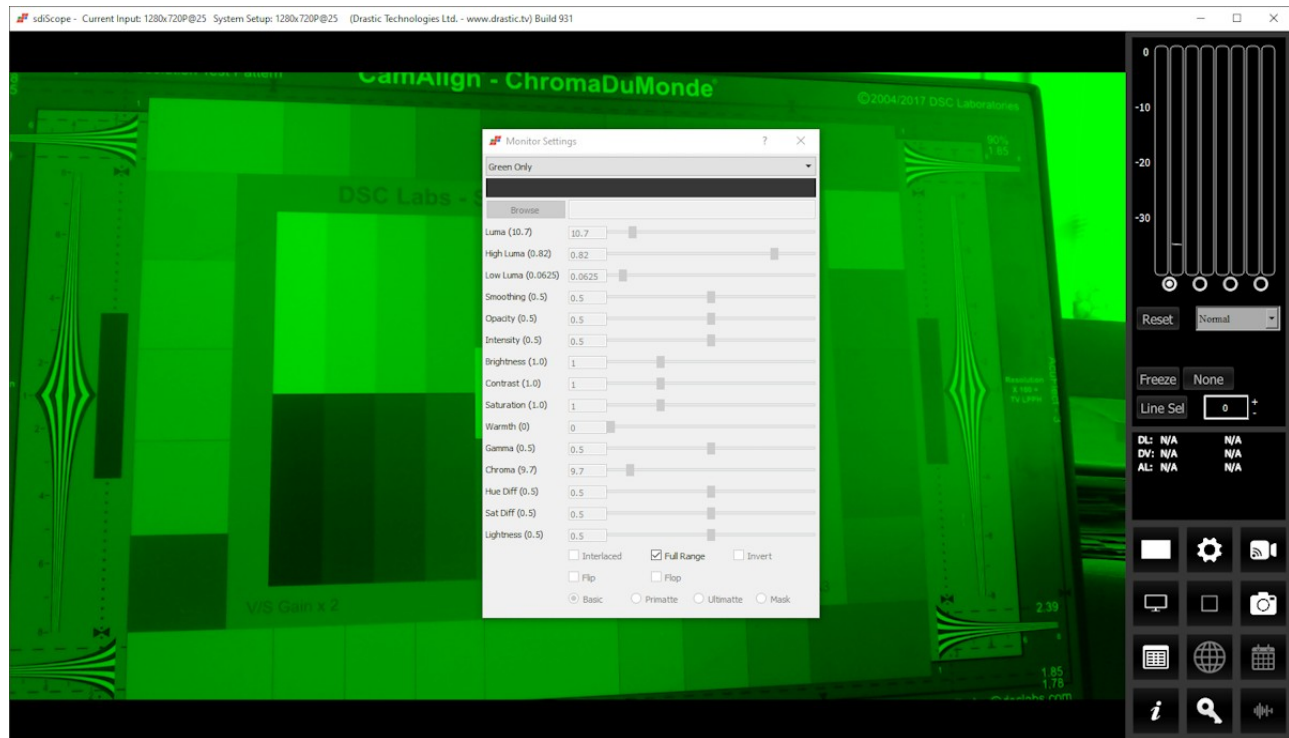 sdiScope - Current Input: 1280x720P@25 System Setup: 1280x720P@25 (Drastic Technologies Ltd. - www.drastic.tv) Build 931
CamAlign - ChromaDuMonde
©2004/2017 DSC Laboratories
90%
1.85
DSC Labs - S
V/S Gain x 2
2.39
1.85
1.78
Resolution
X 100 =
TV LPPH
Monitor Settings
Green Only
Browse
Luma (10.7) 10.7
High Luma (0.82) 0.82
Low Luma (0.0625) 0.0625
Smoothing (0.5) 0.5
Opacity (0.5) 0.5
Intensity (0.5) 0.5
Brightness (1.0) 1
Contrast (1.0) 1
Saturation (1.0) 1
Warmth (0) 0
Gamma (0.5) 0.5
Chroma (9.7) 9.7
Hue Diff (0.5) 0.5
Sat Diff (0.5) 0.5
Lightness (0.5) 0.5
Interlaced Full Range Invert
Flip Flop
Basic Primatte Ultimatte Mask
0
-10
-20
-30
Reset Normal
Freeze None
Line Sel 0 + -
DL: N/A N/A
DV: N/A N/A
AL: N/A N/A